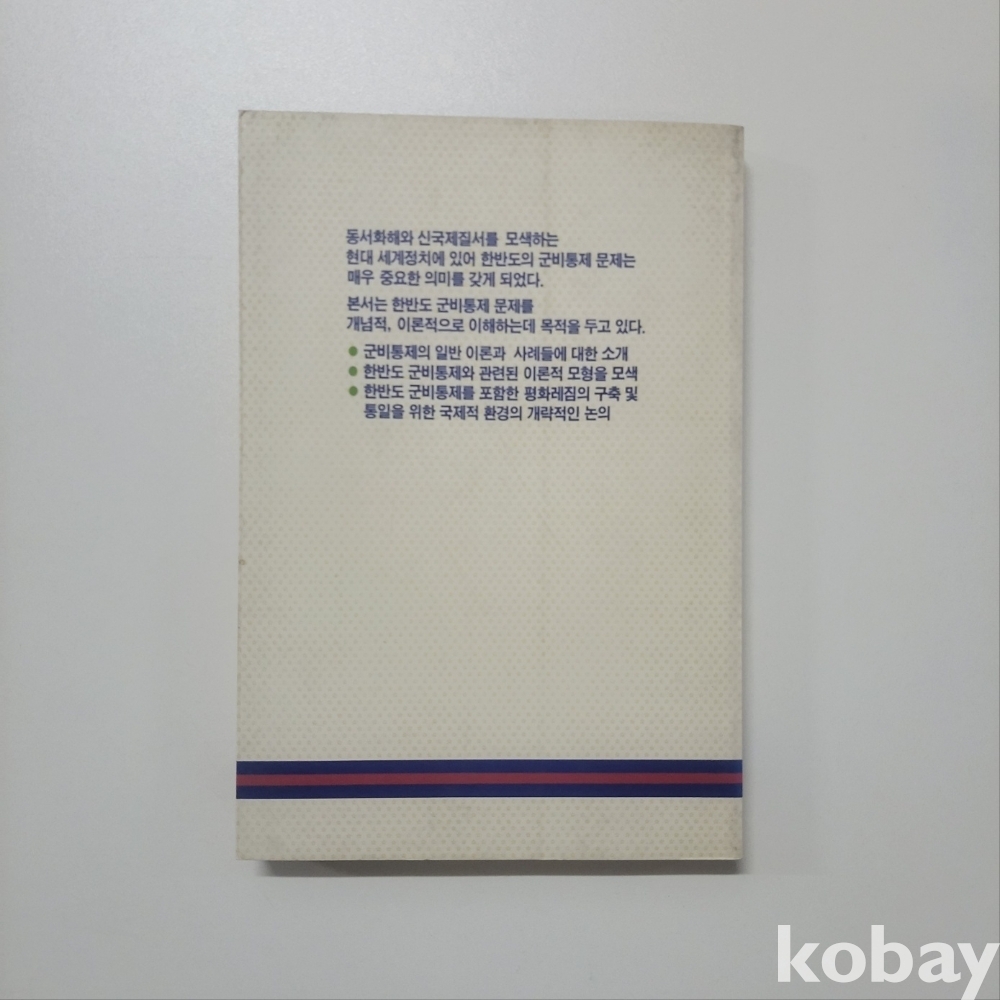 동서화해와 신국제질서를 모색하는
현대 세계정치에 있어 한반도의 군비통제 문제는
매우 중요한 의미를 갖게 되었다.
본서는 한반도 군비통제 문제를
개념적, 이론적으로 이해하는데 목적을 두고 있다.
● 군비통제의 일반 이론과 사례들에 대한 소개
● 한반도 군비통제와 관련된 이론적 모형을 모색
● 한반도 군비통제를 포함한 평화레짐의 구축 및
통일을 위한 국제적 환경의 개략적인 논의
kobay